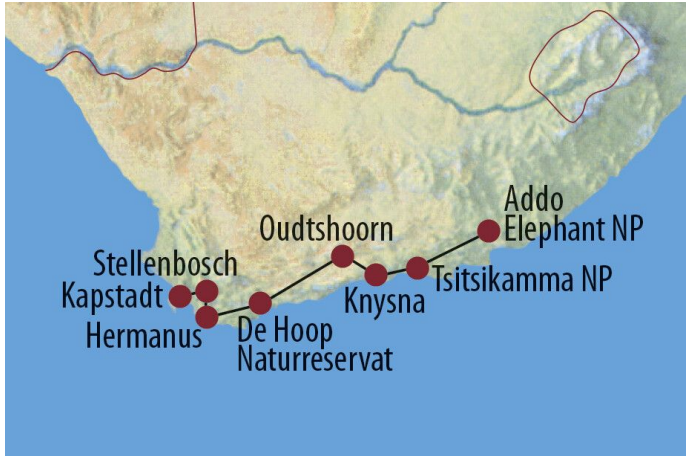 Addo
Elephant NP
Oudtshoorn
Stellenbosch
Tsitsikamma NP
Kapstadt
Knysna
Hermanus
De Hoop
Naturreservat